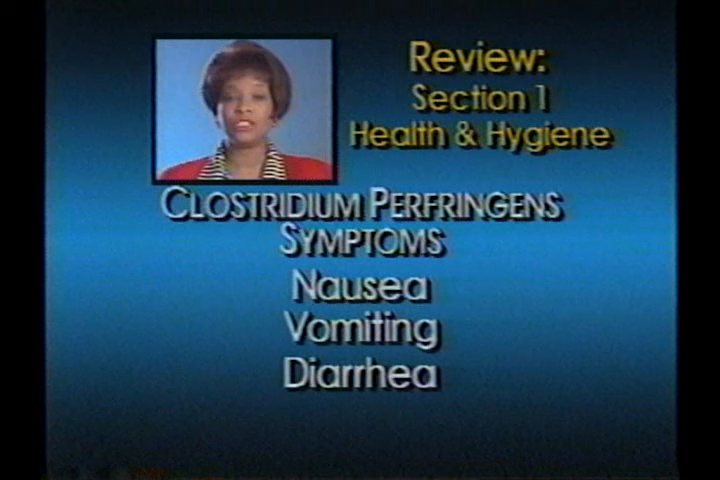 Review:
Section 1
Health & Hygiene
CLOSTRIDIUM PERFRINGENS
SYMPTOMS
Nausea
Vomiting
Diarrhea